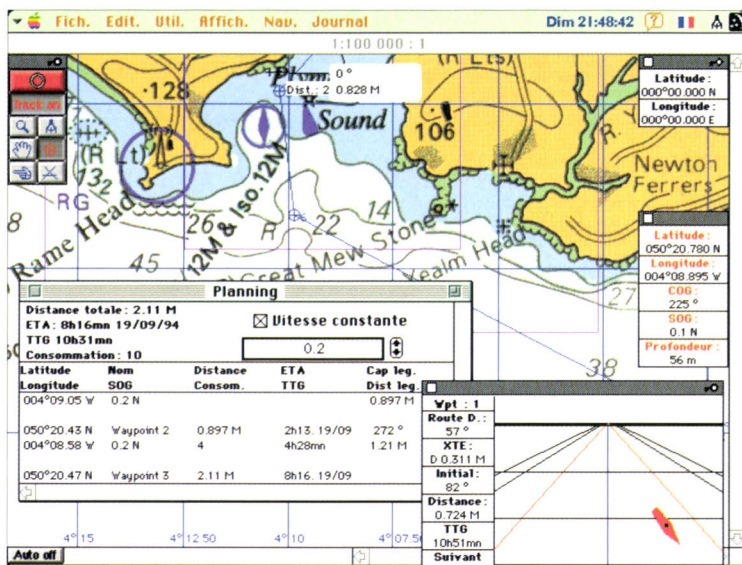 Fich. Edit. Util. Affich. Nav. Journal Dim 21:48:42
1:100 000 : 1
0°
Dist.: 2 0.828 M
Track: on
128
(R Lt)
132
RG
Rame Head
26
45
12M & Iso.12M
R
22
14
Sound
106
(R Lts)
R. Y
Newton
Ferrers
Great Mew Stone
Yealm Head
27
38
8
Latitude :
000°00.000 N
Longitude :
000°00.000 E
Latitude :
050°20.780 N
Longitude :
004°08.895 W
COG :
225 °
SOG :
0.1 N
Profondeur :
56 m
Planning
Distance totale : 2.11 M
ETA : 8h16mn 19/09/94
TTG 10h31mn
Consommation : 10
Vitesse constante
0.2
Latitude Nom Distance ETA Cap leg.
Longitude SOG Consom. TTG Dist leg.
004°09.05 W 0.2 N 0.897 M
050°20.43 N Waypoint 2 0.897 M 2h13. 19/09 272 °
004°08.58 W 0.2 N 4 4h28mn 1.21 M
050°20.47 N Waypoint 3 2.11 M 8h16. 19/09
Wpt : 1
Route D. :
57 °
XTE :
D 0.311 M
Initial :
82 °
Distance :
0.724 M
TTG
10h51mn
Suivant
4°15 4°12.50 4°10 4°07.50
Auto off